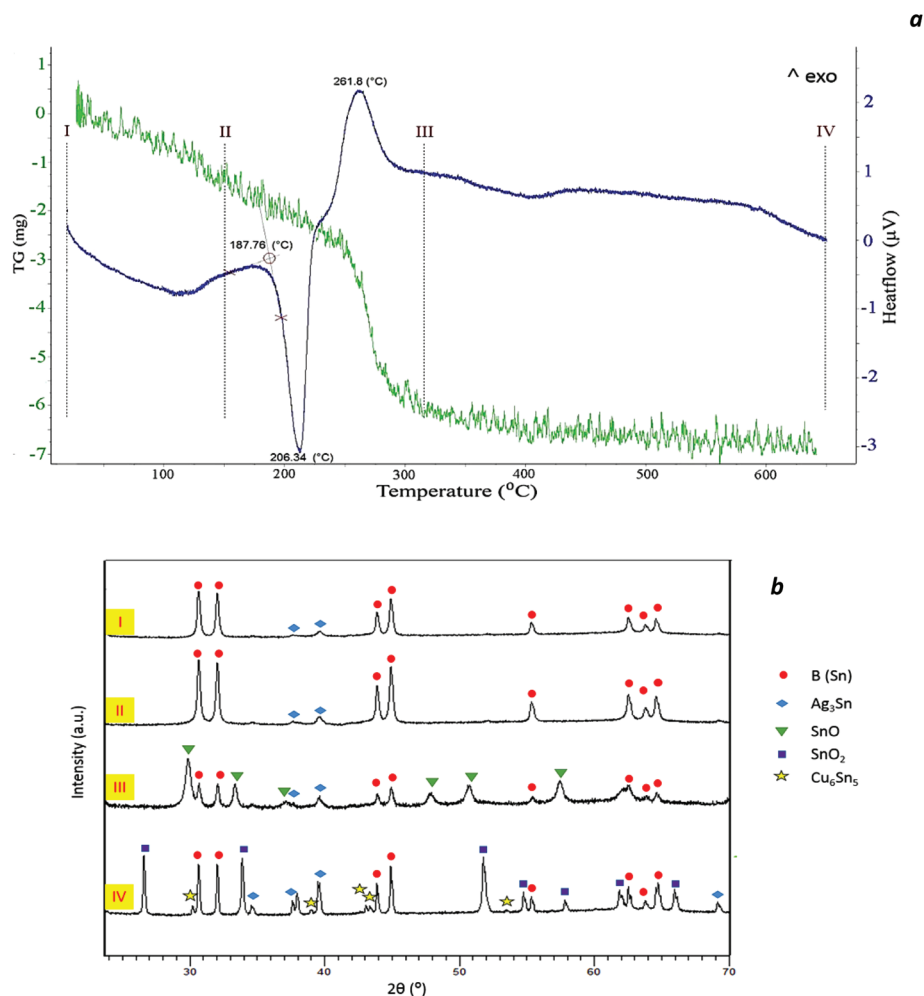 a
^ exo
1
0
-1
-2
-3
-4
-5
-6
-7
TG (mg)
I
II
III
IV
261.8 (°C)
187.76 (°C)
206.34 (°C)
2
1
0
-1
-2
-3
Heatflow (µV)
100
200
300
400
500
600
Temperature (°C)
b
I
II
III
IV
Intensity (a.u.)
B (Sn)
Ag₃Sn
SnO
SnO₂
Cu₆Sn₅
30
40
50
60
70
2θ (°)